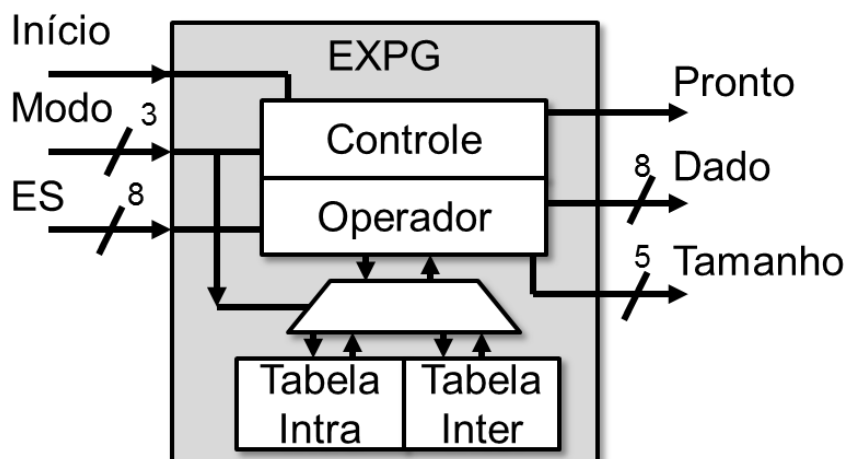 Início
EXPG
Pronto
Modo
3
Controle
8
Dado
ES
8
Operador
5
Tamanho
Tabela
Intra
Tabela
Inter